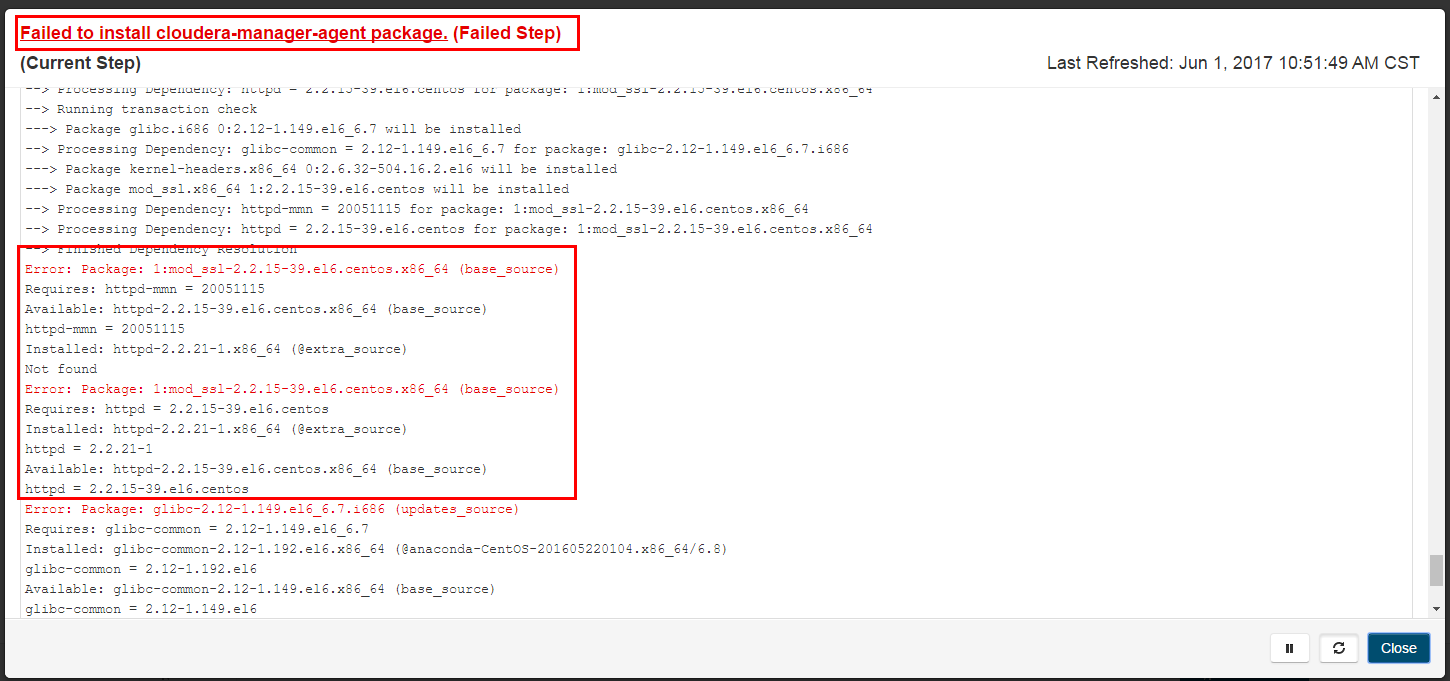 Failed to install cloudera-manager-agent package. (Failed Step)
(Current Step)
Last Refreshed: Jun 1, 2017 10:51:49 AM CST
--> Processing Dependency: httpd = 2.2.15-39.el6.centos for package: 1:mod_ssl-2.2.15-39.el6.centos.x86_64
--> Running transaction check
---> Package glibc.i686 0:2.12-1.149.el6_6.7 will be installed
--> Processing Dependency: glibc-common = 2.12-1.149.el6_6.7 for package: glibc-2.12-1.149.el6_6.7.i686
---> Package kernel-headers.x86_64 0:2.6.32-504.16.2.el6 will be installed
---> Package mod_ssl.x86_64 1:2.2.15-39.el6.centos will be installed
--> Processing Dependency: httpd-mmn = 20051115 for package: 1:mod_ssl-2.2.15-39.el6.centos.x86_64
--> Processing Dependency: httpd = 2.2.15-39.el6.centos for package: 1:mod_ssl-2.2.15-39.el6.centos.x86_64
--> Finished Dependency Resolution
Error: Package: 1:mod_ssl-2.2.15-39.el6.centos.x86_64 (base_source)
Requires: httpd-mmn = 20051115
Available: httpd-2.2.15-39.el6.centos.x86_64 (base_source)
httpd-mmn = 20051115
Installed: httpd-2.2.21-1.x86_64 (@extra_source)
Not found
Error: Package: 1:mod_ssl-2.2.15-39.el6.centos.x86_64 (base_source)
Requires: httpd = 2.2.15-39.el6.centos
Installed: httpd-2.2.21-1.x86_64 (@extra_source)
httpd = 2.2.21-1
Available: httpd-2.2.15-39.el6.centos.x86_64 (base_source)
httpd = 2.2.15-39.el6.centos
Error: Package: glibc-2.12-1.149.el6_6.7.i686 (updates_source)
Requires: glibc-common = 2.12-1.149.el6_6.7
Installed: glibc-common-2.12-1.192.el6.x86_64 (@anaconda-CentOS-201605220104.x86_64/6.8)
glibc-common = 2.12-1.192.el6
Available: glibc-common-2.12-1.149.el6.x86_64 (base_source)
glibc-common = 2.12-1.149.el6
Close